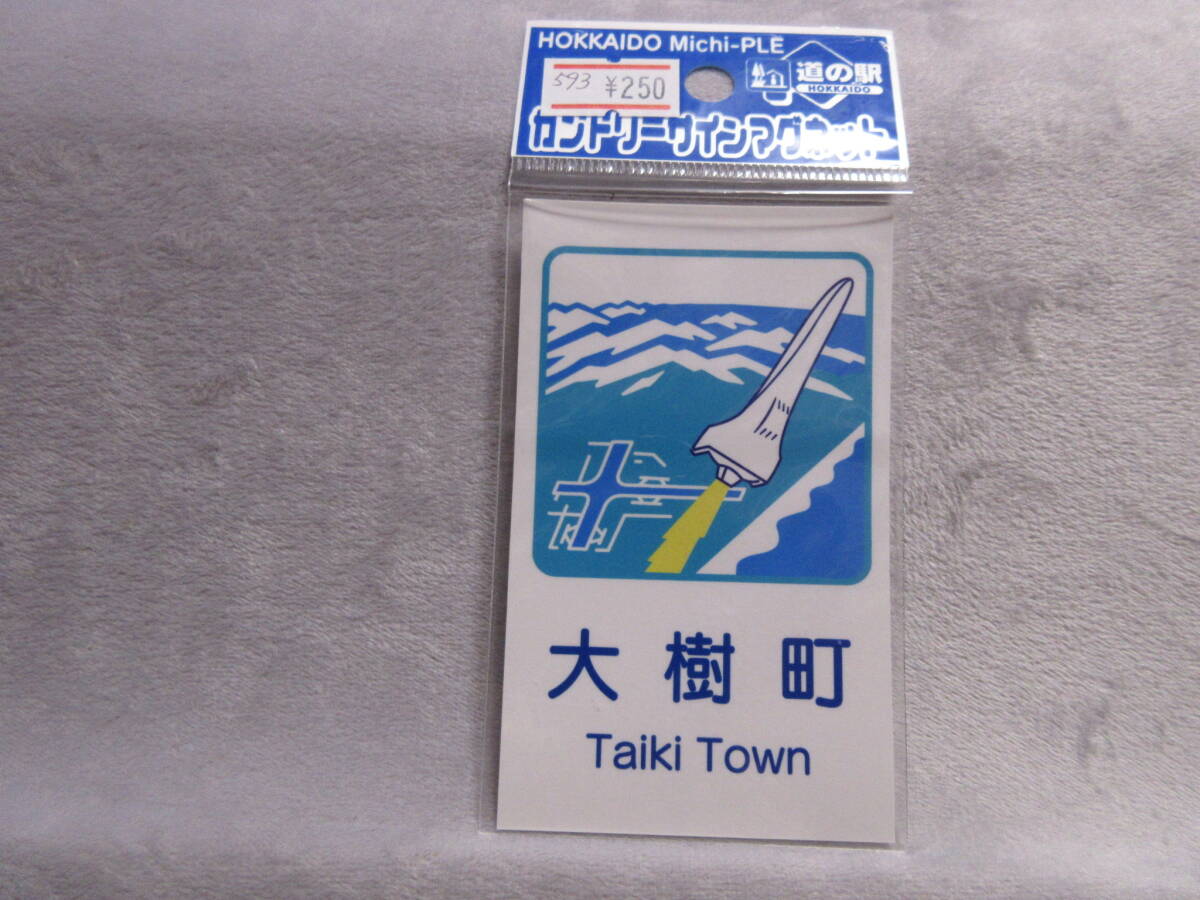 HOKKAIDO Michi-PLE
593 ¥250
道の駅
HOKKAIDO
カントリーサインマグネット
大樹町
Taiki Town